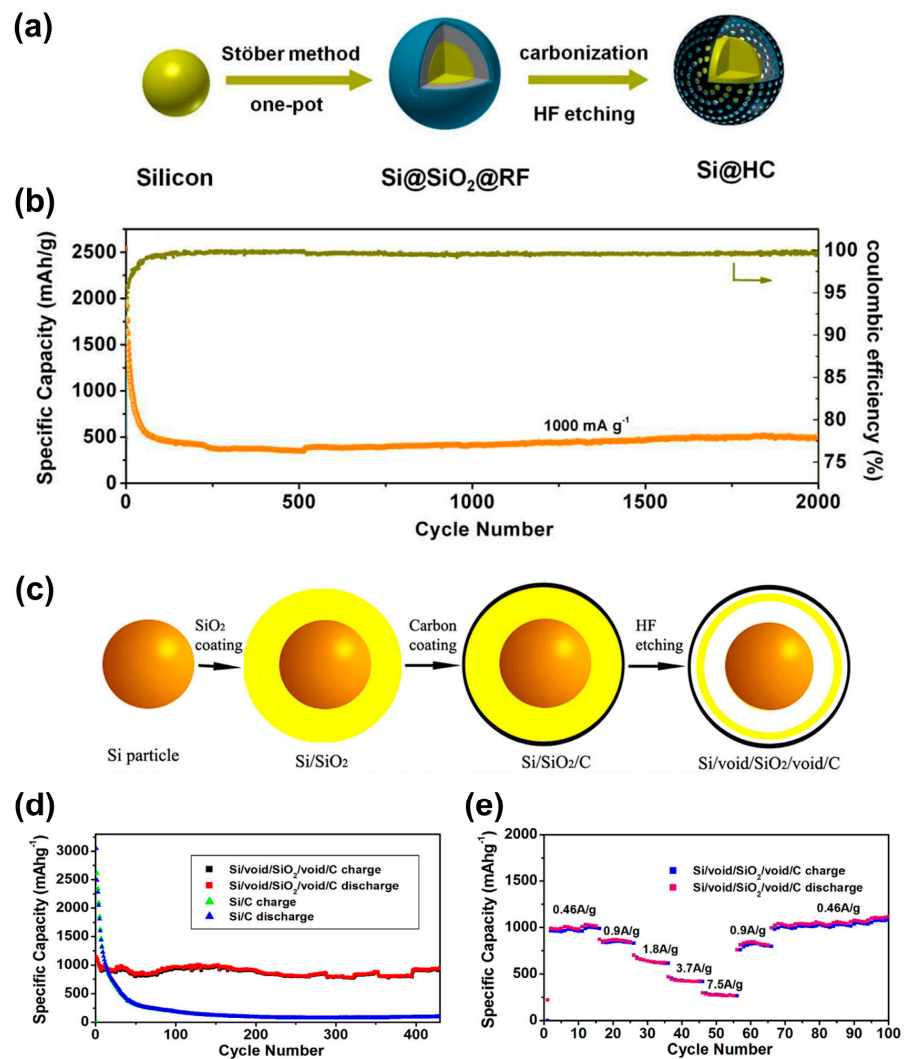 (a)
Stöber method
one-pot
carbonization
HF etching
Silicon
Si@SiO₂@RF
Si@HC
(b)
Specific Capacity (mAh/g)
2500
2000
1500
1000
500
0
1000 mA g⁻¹
100
95
90
85
80
75
coulombic efficiency (%)
0
500
1000
1500
2000
Cycle Number
(c)
SiO₂
coating
Carbon
coating
HF
etching
Si particle
Si/SiO₂
Si/SiO₂/C
Si/void/SiO₂/void/C
(d)
Specific Capacity (mAhg⁻¹)
3000
2500
2000
1500
1000
500
0
Si/void/SiO₂/void/C charge
Si/void/SiO₂/void/C discharge
Si/C charge
Si/C discharge
0
100
200
300
400
Cycle Number
(e)
Specific Capacity (mAhg⁻¹)
2000
1500
1000
500
0
Si/void/SiO₂/void/C charge
Si/void/SiO₂/void/C discharge
0.46A/g
0.9A/g
1.8A/g
3.7A/g
7.5A/g
0.9A/g
0.46A/g
0
10
20
30
40
50
60
70
80
90
100
Cycle Number